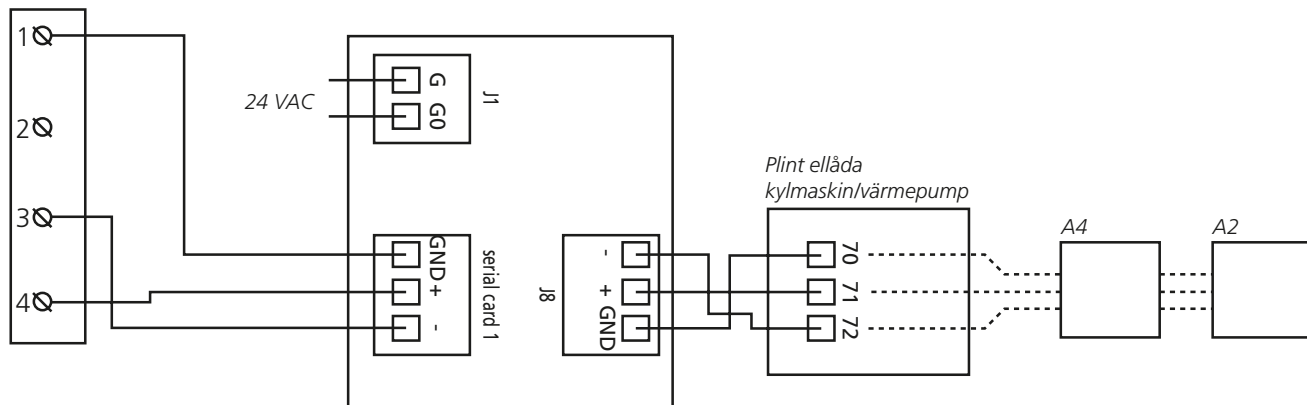 1
2
3
4
24 VAC
G
G0
J1
GND
+
-
serial card 1
-
+
GND
J8
Plint ellåda
kylmaskin/värmepump
70
71
72
A4
A2